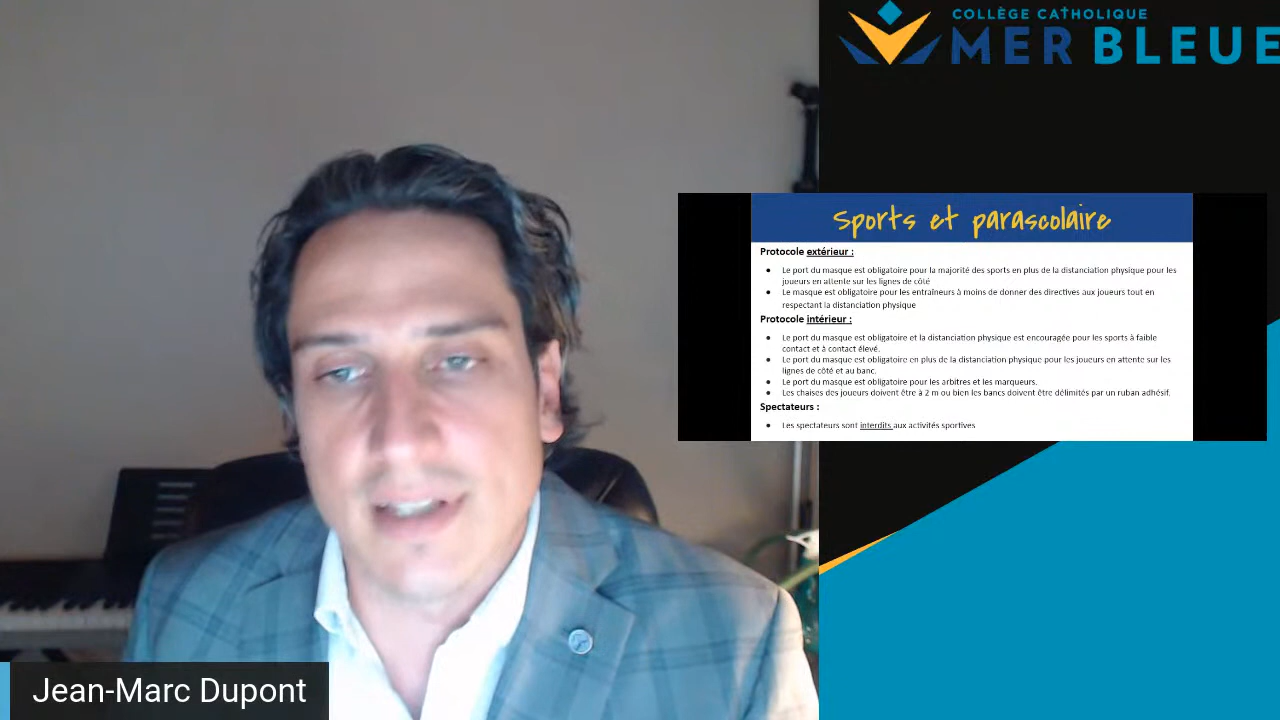 COLLÈGE CATHOLIQUE
MER BLEUE
Sports et parascolaire
Protocole extérieur :
● Le port du masque est obligatoire pour la majorité des sports en plus de la distanciation physique pour les
joueurs en attente sur les lignes de côté
● Le masque est obligatoire pour les entraîneurs à moins de donner des directives aux joueurs tout en
respectant la distanciation physique
Protocole intérieur :
● Le port du masque est obligatoire et la distanciation physique est encouragée pour les sports à faible
contact et à contact élevé.
● Le port du masque est obligatoire en plus de la distanciation physique pour les joueurs en attente sur les
lignes de côté et au banc.
● Le port du masque est obligatoire pour les arbitres et les marqueurs.
● Les chaises des joueurs doivent être à 2 m ou bien les bancs doivent être délimités par un ruban adhésif.
Spectateurs :
● Les spectateurs sont interdits aux activités sportives
Jean-Marc Dupont